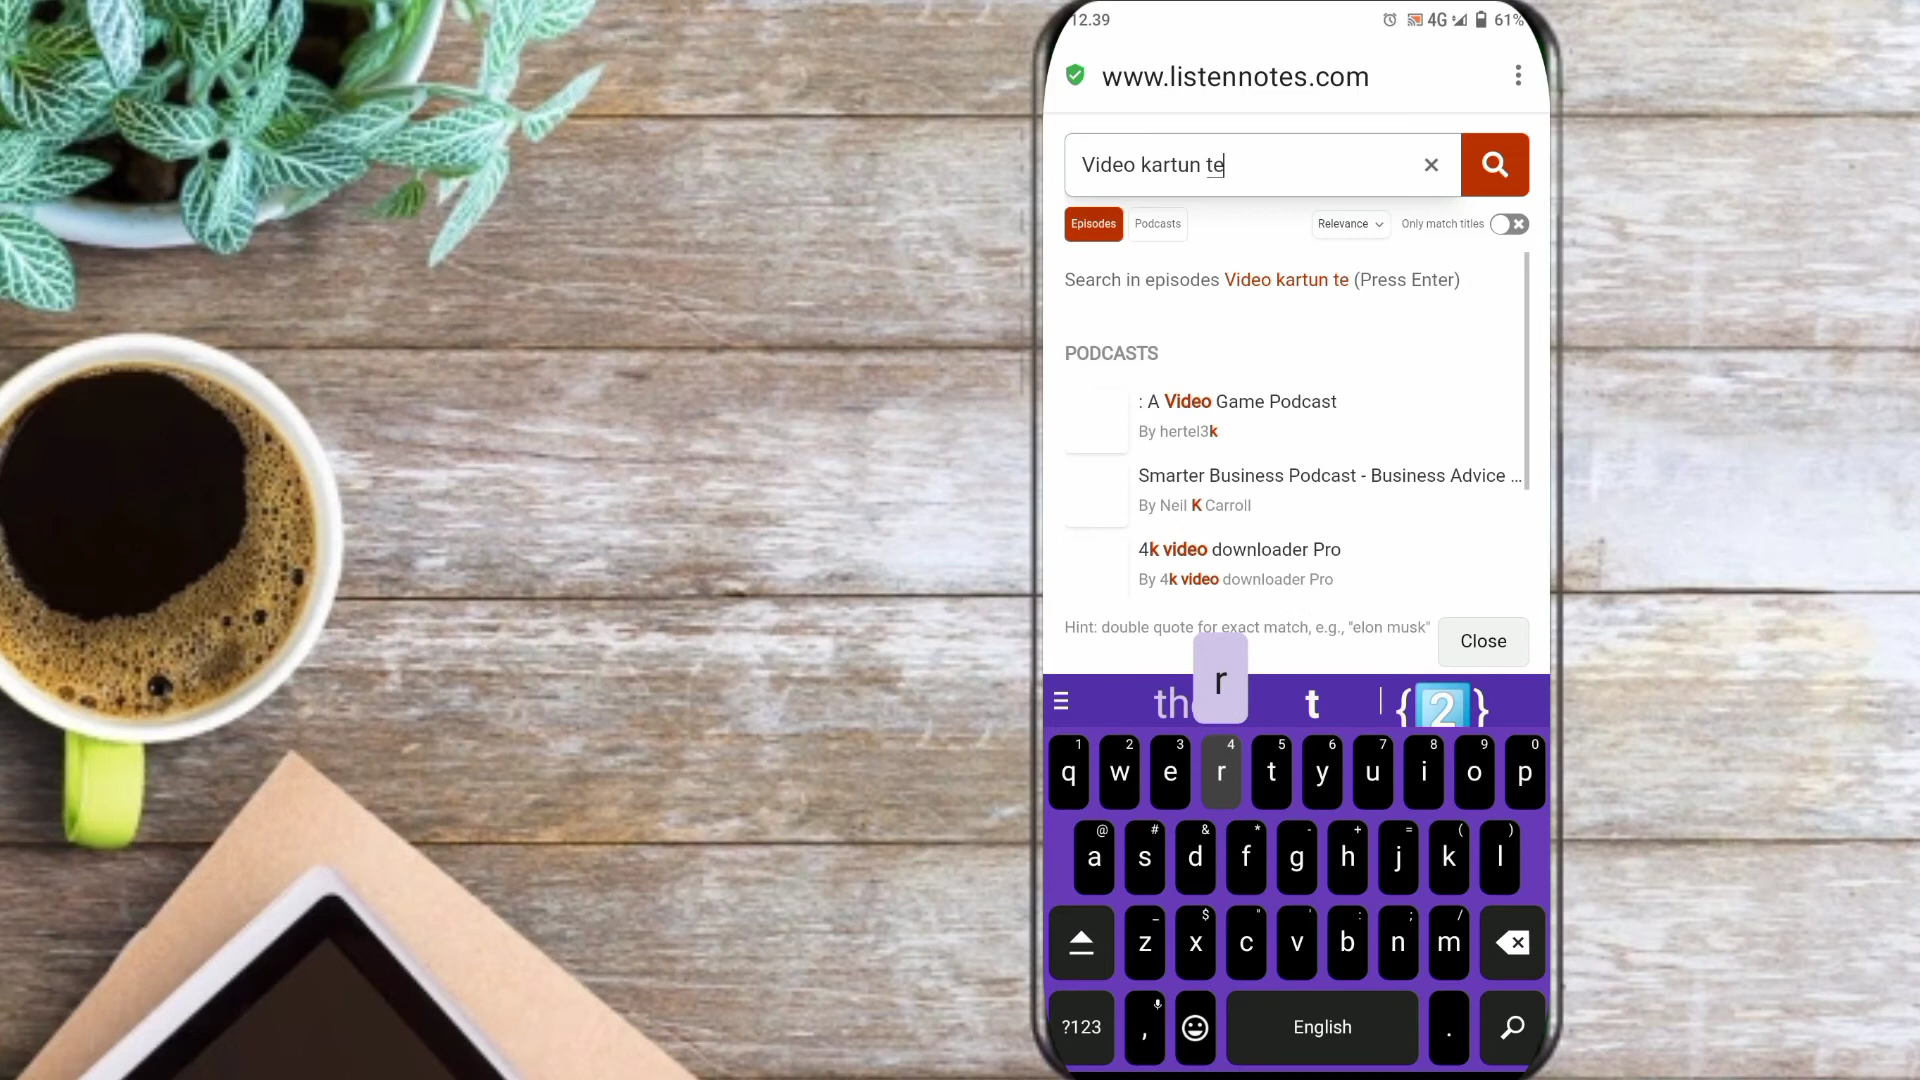 12.39 4G 61%
www.listennotes.com
Video kartun te
Episodes Podcasts Relevance Only match titles
Search in episodes Video kartun te (Press Enter)
PODCASTS
: A Video Game Podcast
By hertel3k
Smarter Business Podcast - Business Advice ...
By Neil K Carroll
4k video downloader Pro
By 4k video downloader Pro
Hint: double quote for exact match, e.g., "elon musk"
Close
r
t {2}
1 2 3 4 5 6 7 8 9 0
q w e r t y u i o p
@ # & * - + = ( )
a s d f g h j k l
_ $ " ' : ; /
z x c v b n m
?123 , English .